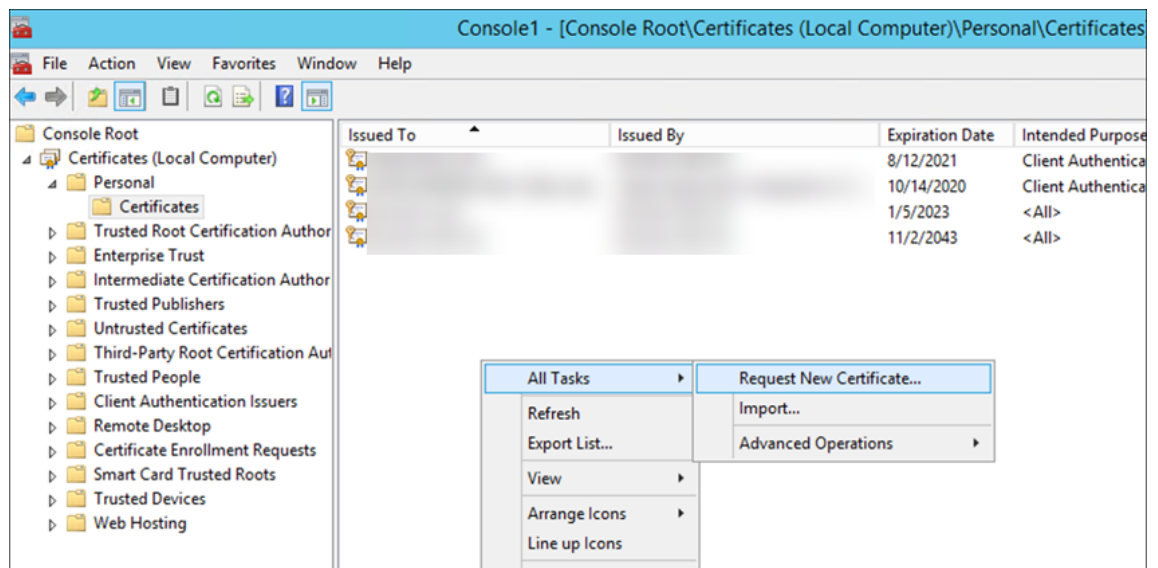 Console1 - [Console Root\Certificates (Local Computer)\Personal\Certificates
File Action View Favorites Window Help
Console Root
Certificates (Local Computer)
Personal
Certificates
Trusted Root Certification Author
Enterprise Trust
Intermediate Certification Author
Trusted Publishers
Untrusted Certificates
Third-Party Root Certification Aut
Trusted People
Client Authentication Issuers
Remote Desktop
Certificate Enrollment Requests
Smart Card Trusted Roots
Trusted Devices
Web Hosting
Issued To Issued By Expiration Date Intended Purpose
8/12/2021 Client Authentica
10/14/2020 Client Authentica
1/5/2023 <All>
11/2/2043 <All>
All Tasks
Refresh
Export List...
View
Arrange Icons
Line up Icons
Request New Certificate...
Import...
Advanced Operations